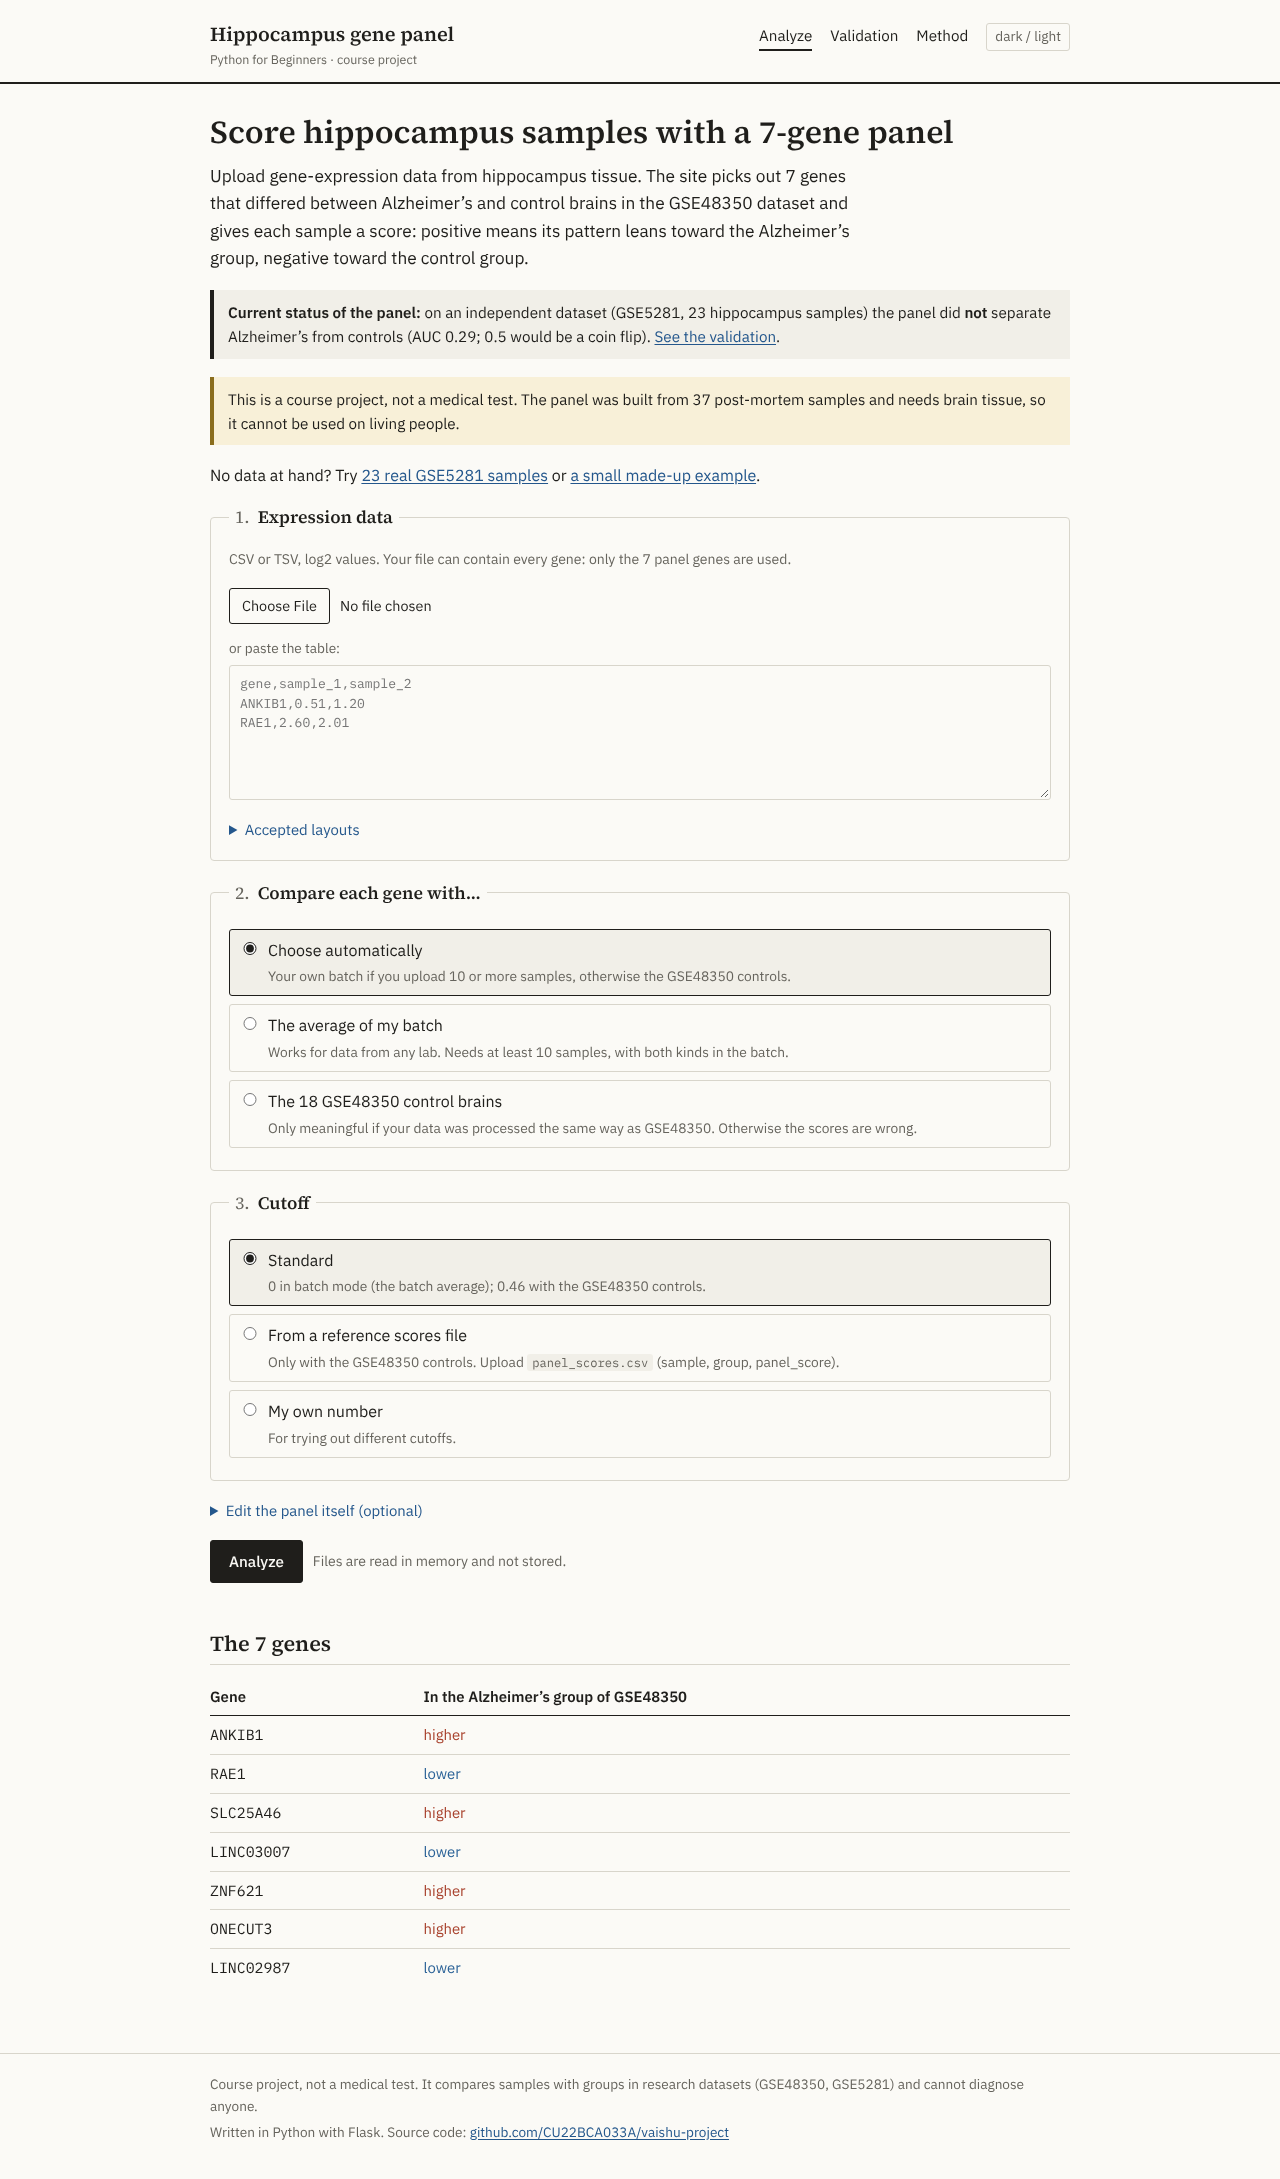 Hippocampus gene panel
Python for Beginners · course project
Analyze Validation Method dark / light
Score hippocampus samples with a 7-gene panel
Upload gene-expression data from hippocampus tissue. The site picks out 7 genes
that differed between Alzheimer’s and control brains in the GSE48350 dataset and
gives each sample a score: positive means its pattern leans toward the Alzheimer’s
group, negative toward the control group.
Current status of the panel: on an independent dataset (GSE5281, 23 hippocampus samples) the panel did not separate
Alzheimer’s from controls (AUC 0.29; 0.5 would be a coin flip). See the validation.
This is a course project, not a medical test. The panel was built from 37 post-mortem samples and needs brain tissue, so
it cannot be used on living people.
No data at hand? Try 23 real GSE5281 samples or a small made-up example.
1. Expression data
CSV or TSV, log2 values. Your file can contain every gene: only the 7 panel genes are used.
Choose File No file chosen
or paste the table:
gene,sample_1,sample_2
ANKIB1,0.51,1.20
RAE1,2.60,2.01
Accepted layouts
2. Compare each gene with…
Choose automatically
Your own batch if you upload 10 or more samples, otherwise the GSE48350 controls.
The average of my batch
Works for data from any lab. Needs at least 10 samples, with both kinds in the batch.
The 18 GSE48350 control brains
Only meaningful if your data was processed the same way as GSE48350. Otherwise the scores are wrong.
3. Cutoff
Standard
0 in batch mode (the batch average); 0.46 with the GSE48350 controls.
From a reference scores file
Only with the GSE48350 controls. Upload panel_scores.csv (sample, group, panel_score).
My own number
For trying out different cutoffs.
Edit the panel itself (optional)
Analyze Files are read in memory and not stored.
The 7 genes
Gene In the Alzheimer’s group of GSE48350
ANKIB1 higher
RAE1 lower
SLC25A46 higher
LINC03007 lower
ZNF621 higher
ONECUT3 higher
LINC02987 lower
Course project, not a medical test. It compares samples with groups in research datasets (GSE48350, GSE5281) and cannot diagnose
anyone.
Written in Python with Flask. Source code: github.com/CU22BCA033A/vaishu-project